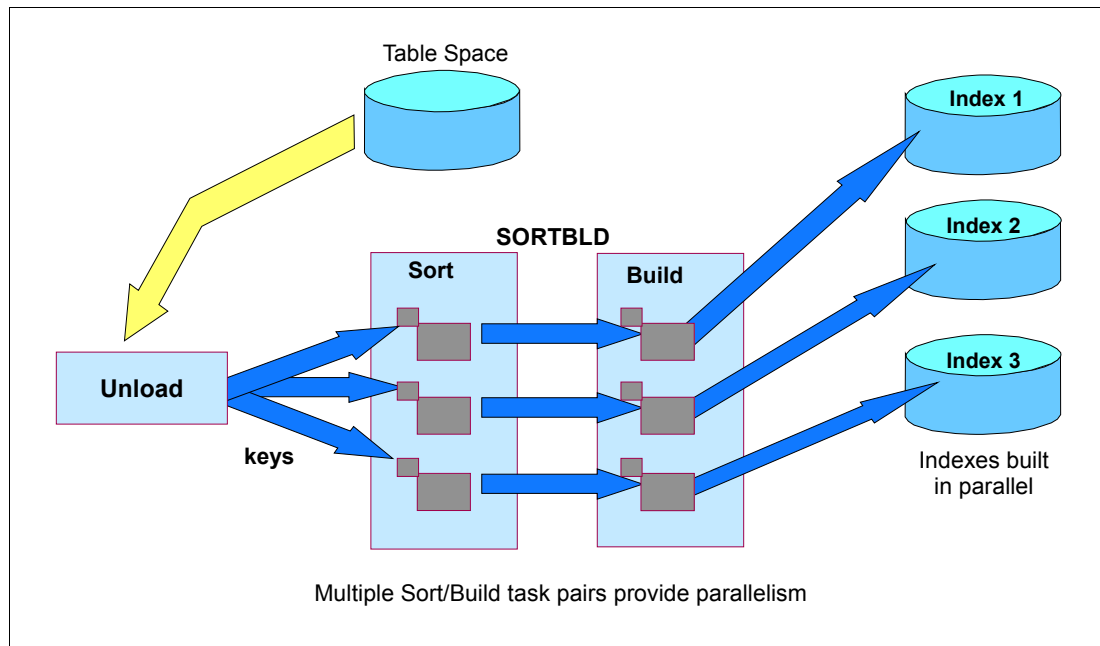 Table Space
Index 1
Index 2
Index 3
SORTBLD
Sort
Build
Unload
keys
Indexes built
in parallel
Multiple Sort/Build task pairs provide parallelism